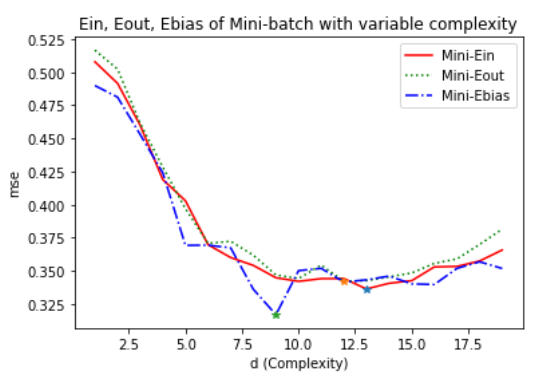 Ein, Eout, Ebias of Mini-batch with variable complexity
Mini-Ein
Mini-Eout
Mini-Ebias
mse
0.525
0.500
0.475
0.450
0.425
0.400
0.375
0.350
0.325
2.5 5.0 7.5 10.0 12.5 15.0 17.5
d (Complexity)